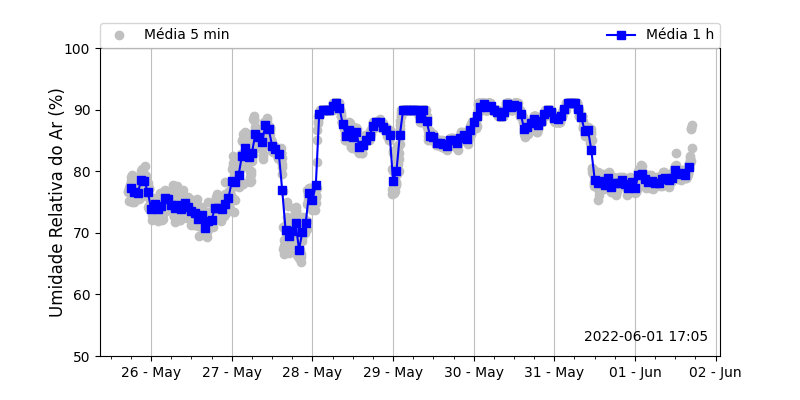 Média 5 min
Média 1 h
Umidade Relativa do Ar (%)
100
90
80
70
60
50
2022-06-01 17:05
26 - May
27 - May
28 - May
29 - May
30 - May
31 - May
01 - Jun
02 - Jun